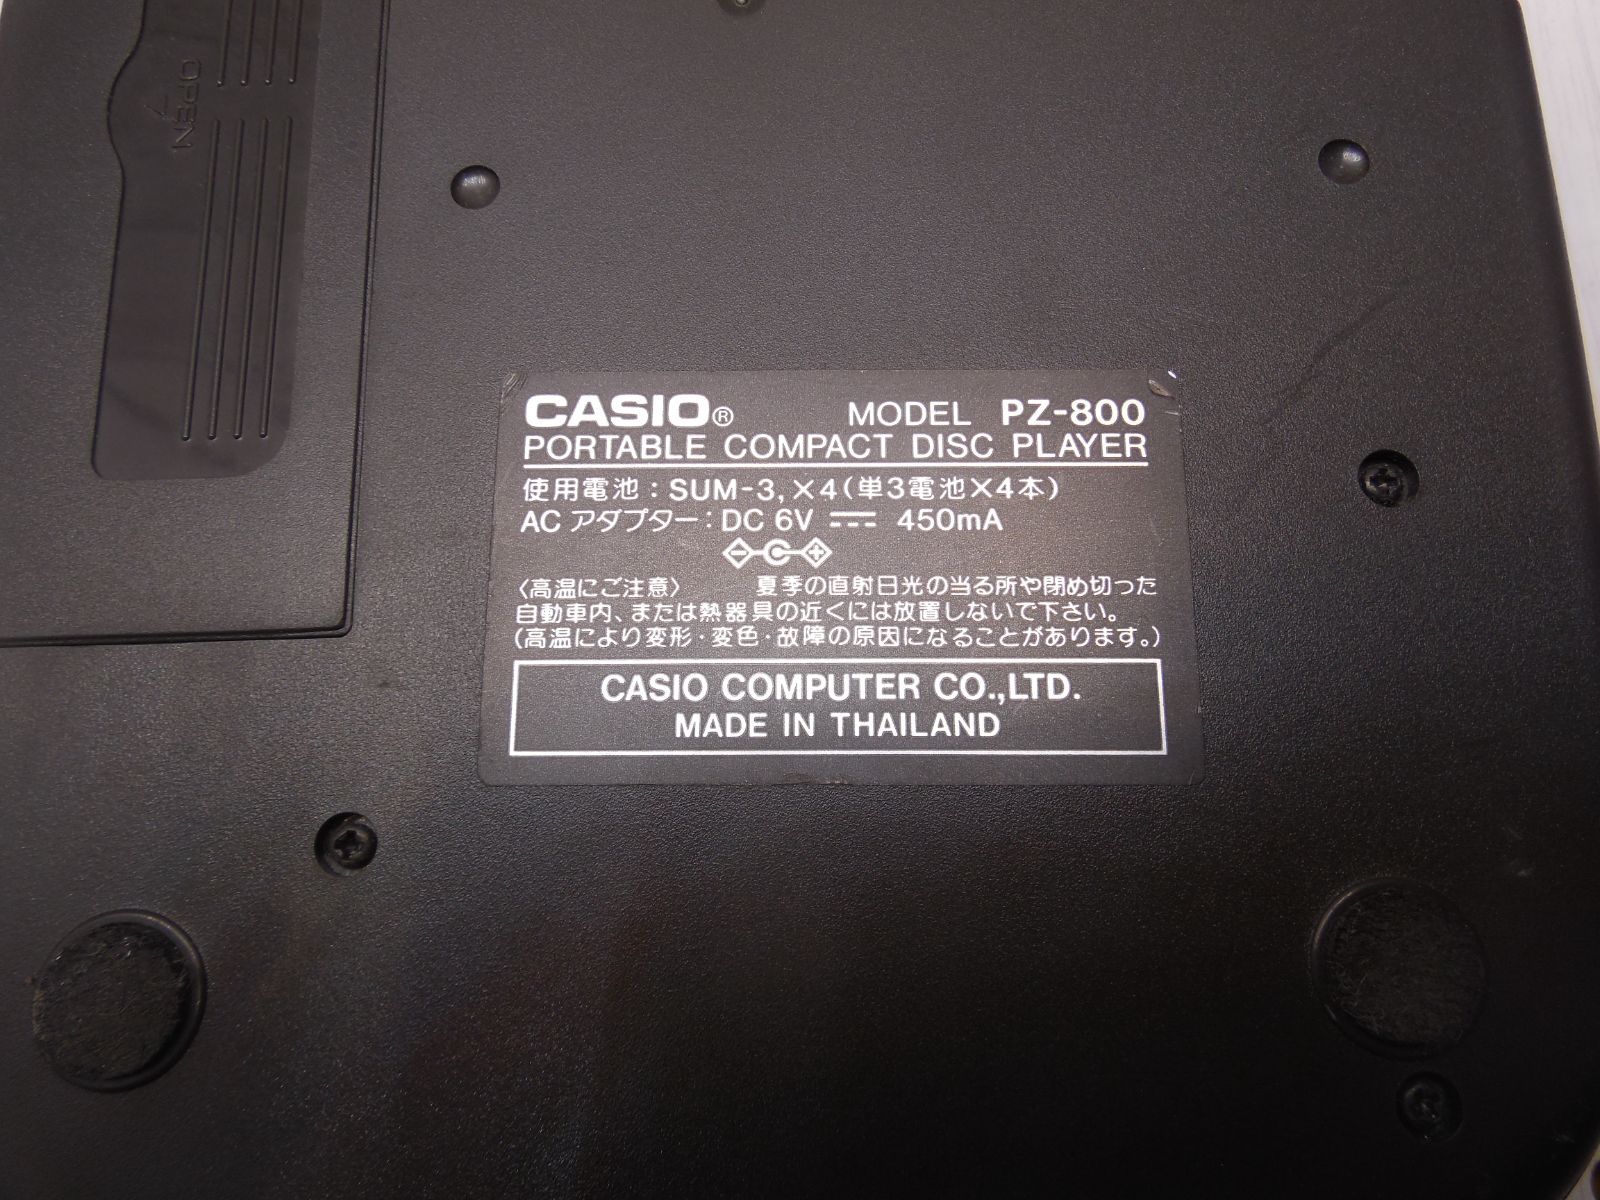 OPEN
CASIO® MODEL PZ-800
PORTABLE COMPACT DISC PLAYER
使用電池：SUM-3, ×4(単3電池×4本)
AC アダプター：DC 6V ⎓ 450mA
〈高温にご注意〉 夏季の直射日光の当る所や閉め切った
自動車内、または熱器具の近くには放置しないで下さい。
(高温により変形・変色・故障の原因になることがあります。)
CASIO COMPUTER CO.,LTD.
MADE IN THAILAND